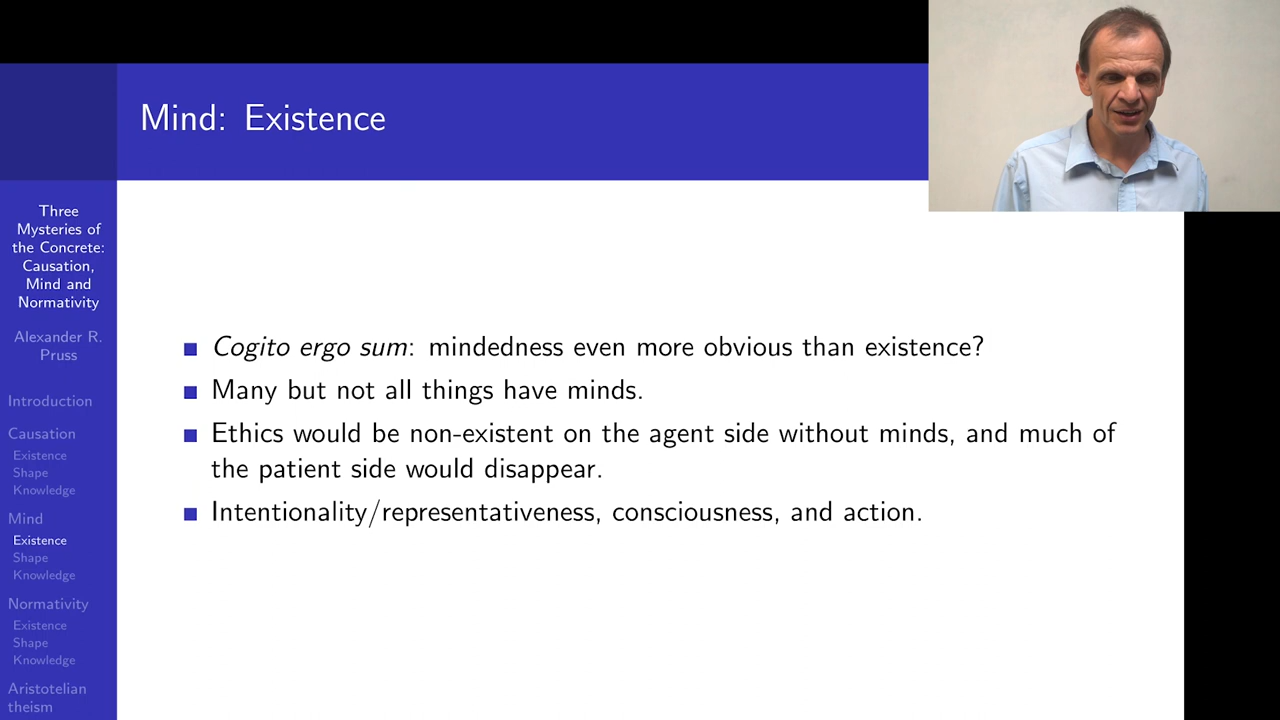 Mind: Existence
Three
Mysteries of
the Concrete:
Causation,
Mind and
Normativity
Alexander R.
Pruss
Introduction
Causation
Existence
Shape
Knowledge
Mind
Existence
Shape
Knowledge
Normativity
Existence
Shape
Knowledge
Aristotelian
theism
■ Cogito ergo sum: mindedness even more obvious than existence?
■ Many but not all things have minds.
■ Ethics would be non-existent on the agent side without minds, and much of
the patient side would disappear.
■ Intentionality/representativeness, consciousness, and action.